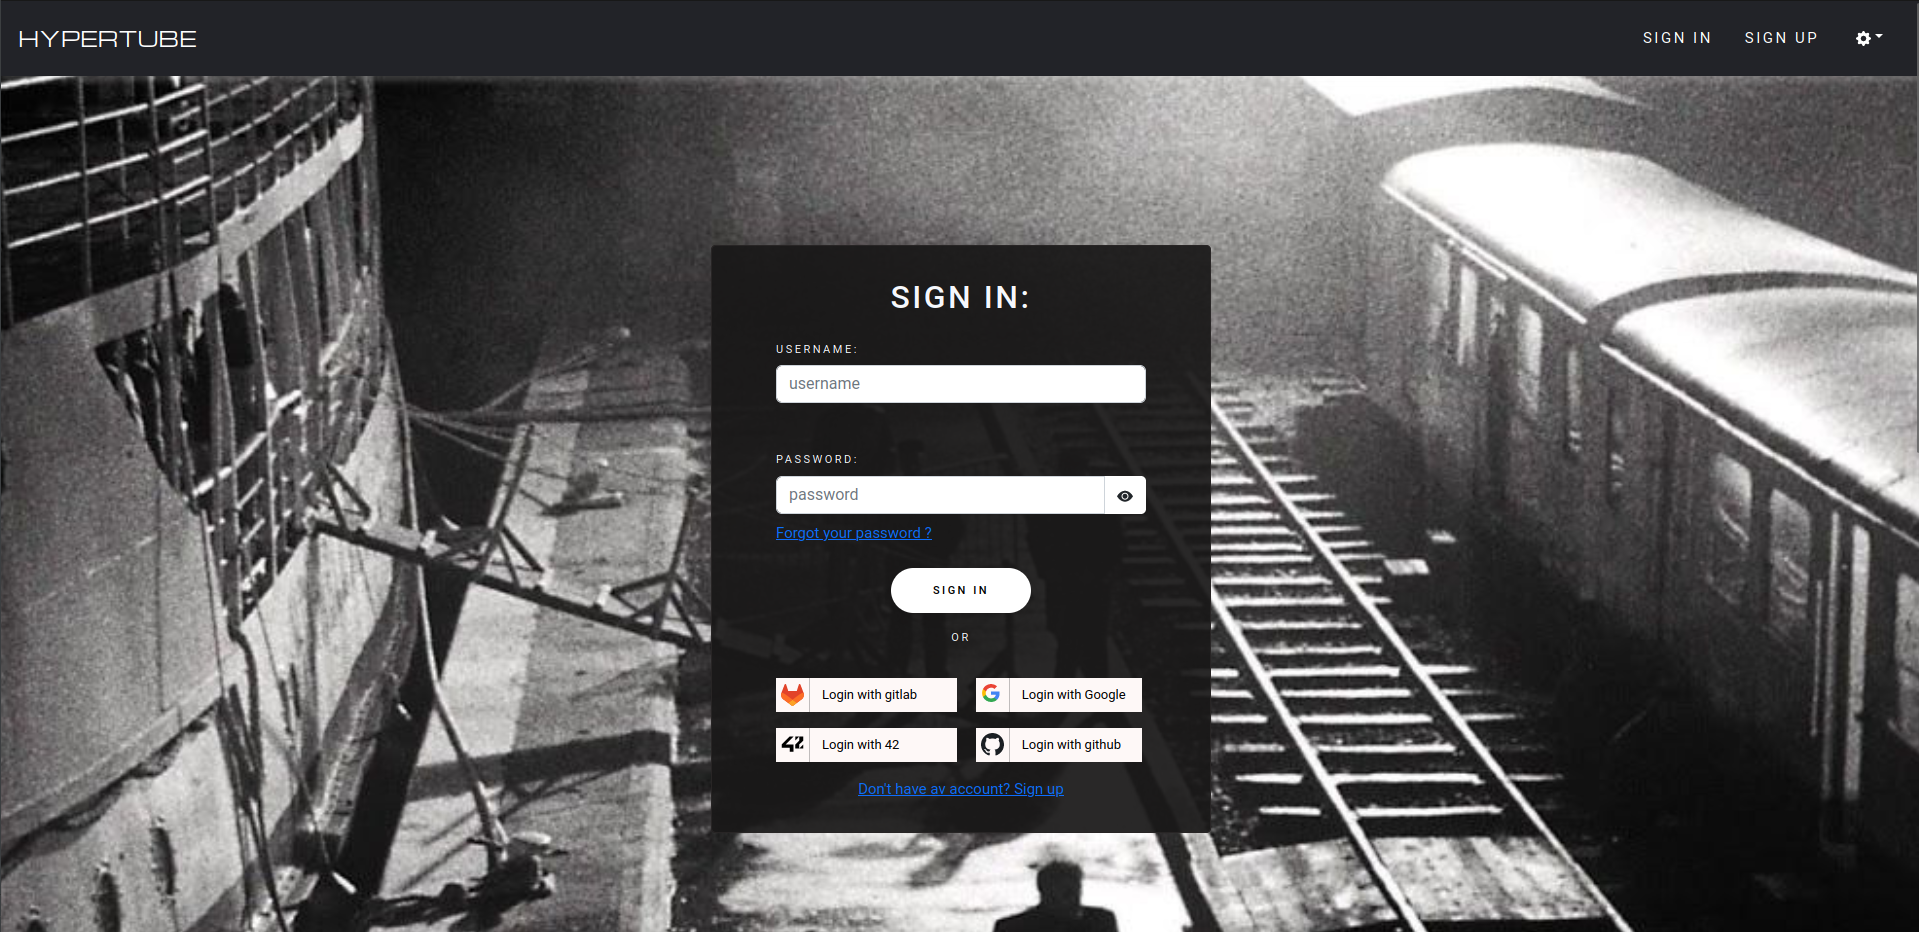 HYPERTUBE
SIGN IN
SIGN UP
SIGN IN:
USERNAME:
username
PASSWORD:
password
Forgot your password ?
SIGN IN
OR
Login with gitlab
Login with Google
42
Login with 42
Login with github
Don't have av account? Sign up